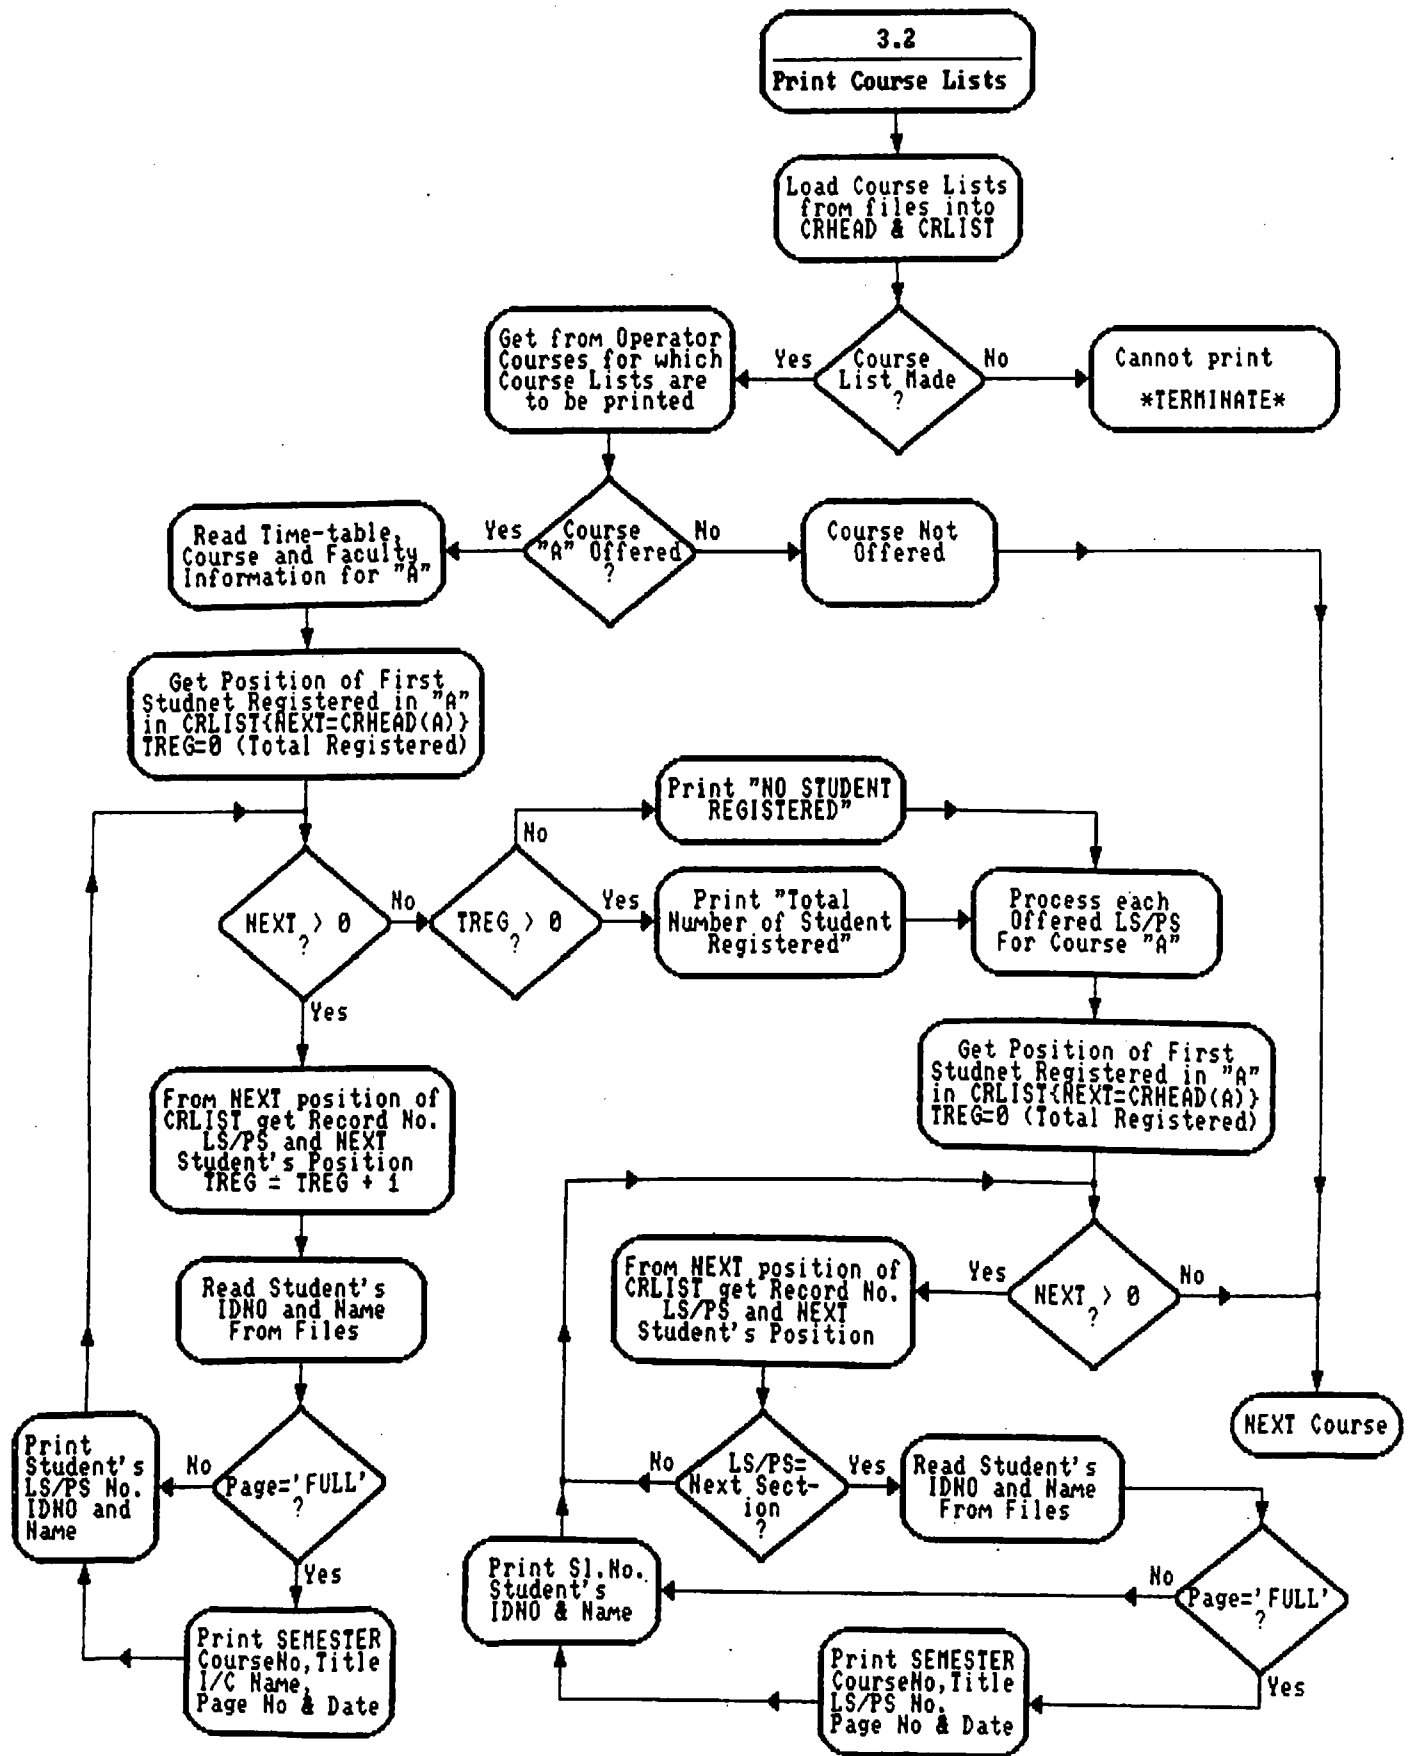 3.2
Print Course Lists
Load Course Lists
from files into
CRHEAD & CRLIST
Course
List Made
?
Yes
No
Get from Operator
Courses for which
Course Lists are
to be printed
Cannot print
*TERMINATE*
Course
"A" Offered
?
Yes
No
Read Time-table,
Course and Faculty
Information for "A"
Course Not
Offered
Get Position of First
Studnet Registered in "A"
in CRLIST{NEXT=CRHEAD(A)}
TREG=0 (Total Registered)
NEXT > 0
?
No
Yes
TREG > 0
?
No
Yes
Print "NO STUDENT
REGISTERED"
Print "Total
Number of Student
Registered"
Process each
Offered LS/PS
For Course "A"
Get Position of First
Studnet Registered in "A"
in CRLIST{NEXT=CRHEAD(A)}
TREG=0 (Total Registered)
From NEXT position of
CRLIST get Record No.
LS/PS and NEXT
Student's Position
TREG = TREG + 1
Read Student's
IDNO and Name
From Files
Page='FULL'
?
No
Yes
Print
Student's
LS/PS No.
IDNO and
Name
Print SEMESTER
CourseNo,Title
I/C Name,
Page No & Date
NEXT > 0
?
Yes
No
From NEXT position of
CRLIST get Record No.
LS/PS and NEXT
Student's Position
NEXT Course
LS/PS=
Next Sect-
ion
?
No
Yes
Read Student's
IDNO and Name
From Files
Page='FULL'
?
No
Yes
Print Sl.No.
Student's
IDNO & Name
Print SEMESTER
CourseNo,Title
LS/PS No.
Page No & Date